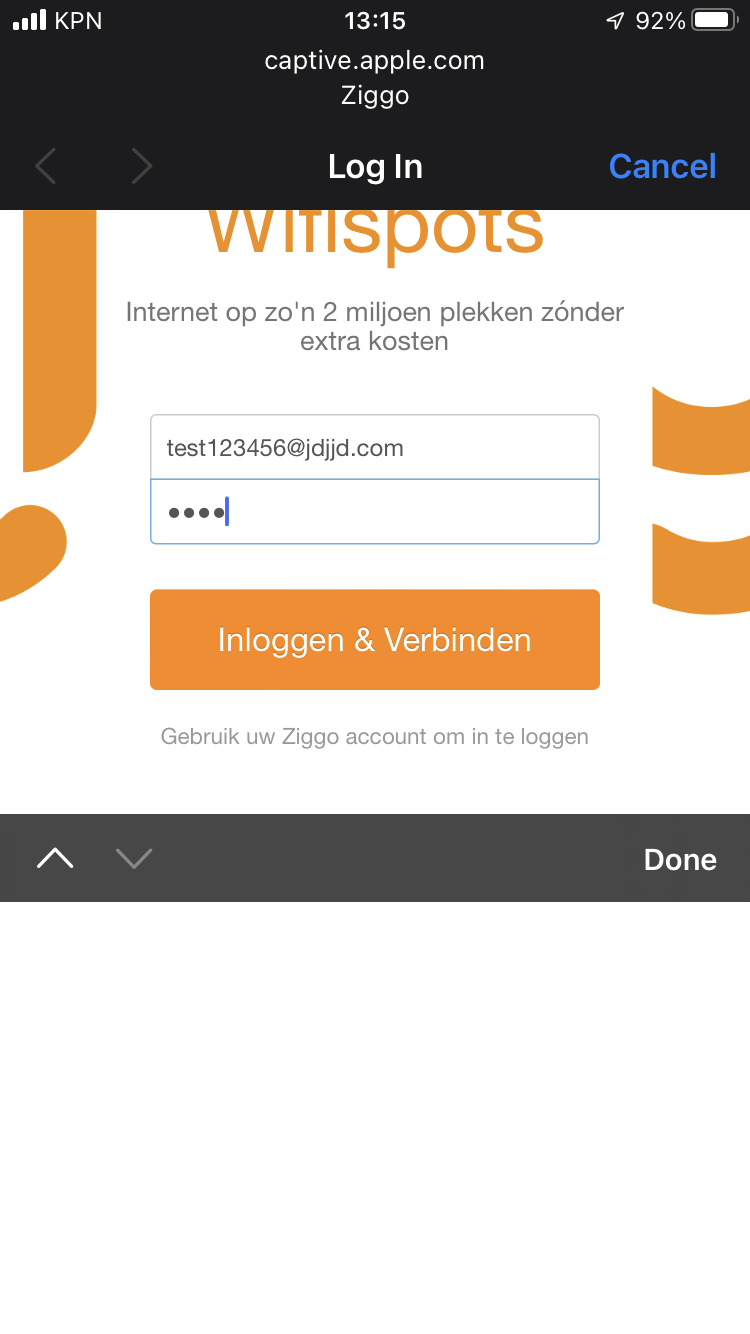 KPN
13:15
92%
captive.apple.com
Ziggo
Log In
Cancel
Wifispots
Internet op zo'n 2 miljoen plekken zónder
extra kosten
test123456@jdjjd.com
••••
Inloggen & Verbinden
Gebruik uw Ziggo account om in te loggen
Done